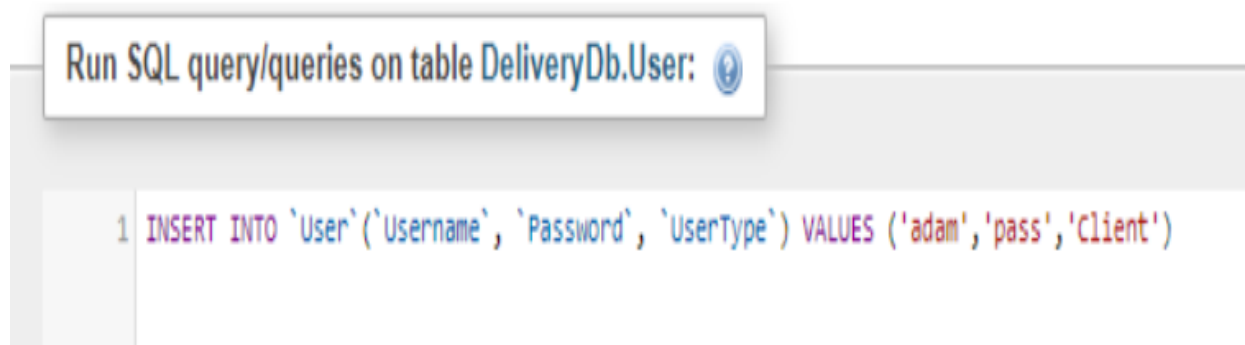 Run SQL query/queries on table DeliveryDb.User:
1 INSERT INTO `User`(`Username`, `Password`, `UserType`) VALUES ('adam','pass','Client')